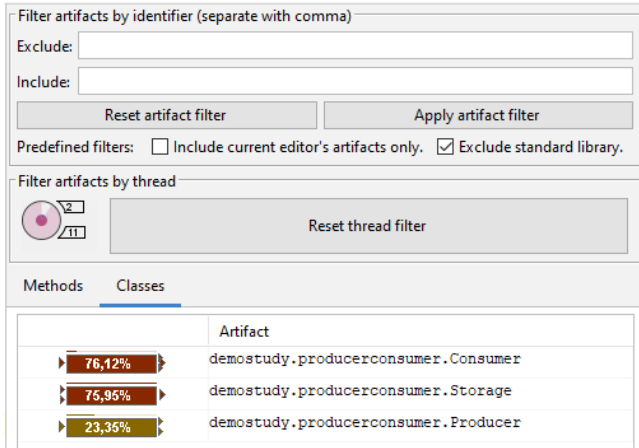 Filter artifacts by identifier (separate with comma)
Exclude:
Include:
Reset artifact filter Apply artifact filter
Predefined filters: Include current editor's artifacts only. Exclude standard library.
Filter artifacts by thread
2
11
Reset thread filter
Methods Classes
Artifact
76,12% demostudy.producerconsumer.Consumer
75,95% demostudy.producerconsumer.Storage
23,35% demostudy.producerconsumer.Producer